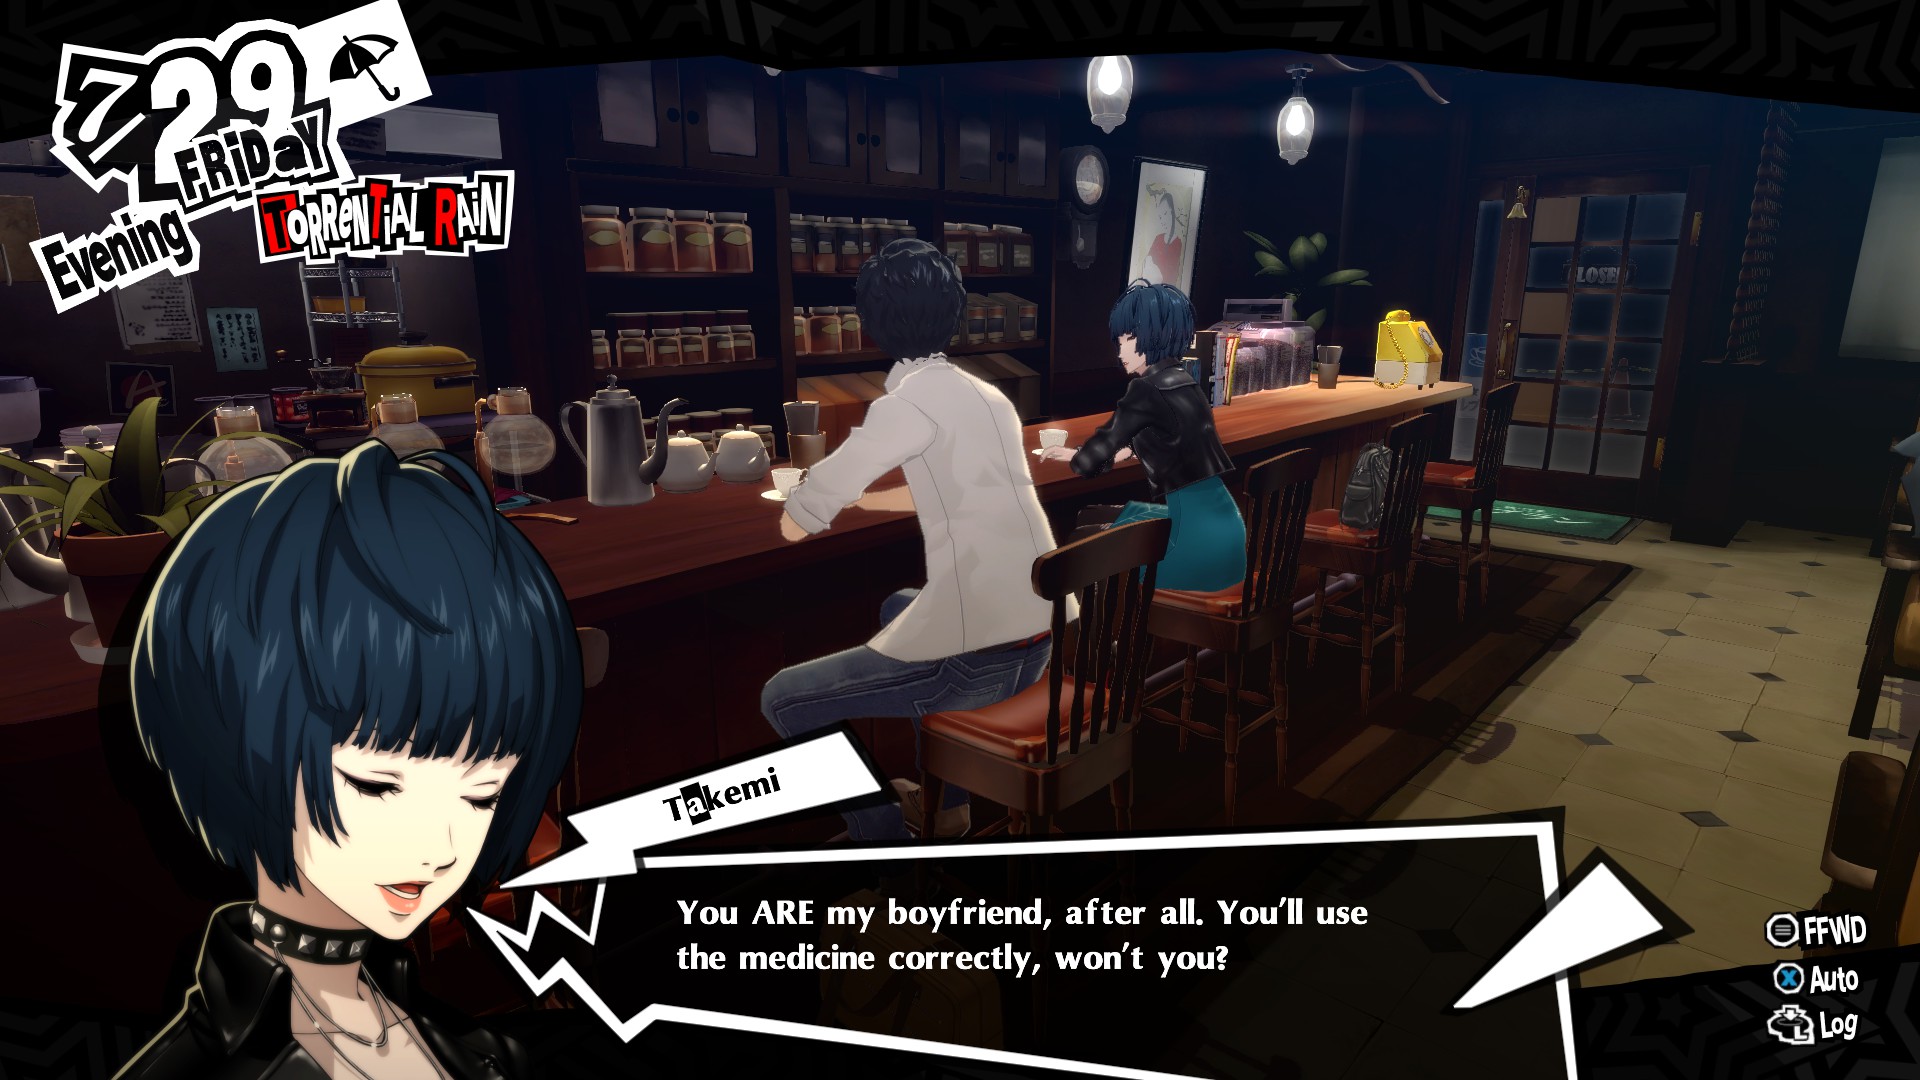 7 29
FRiDaY
Evening
TORRENTiAL RAiN
CLOSED
Takemi
You ARE my boyfriend, after all. You'll use
the medicine correctly, won't you?
FFWD
X Auto
L Log